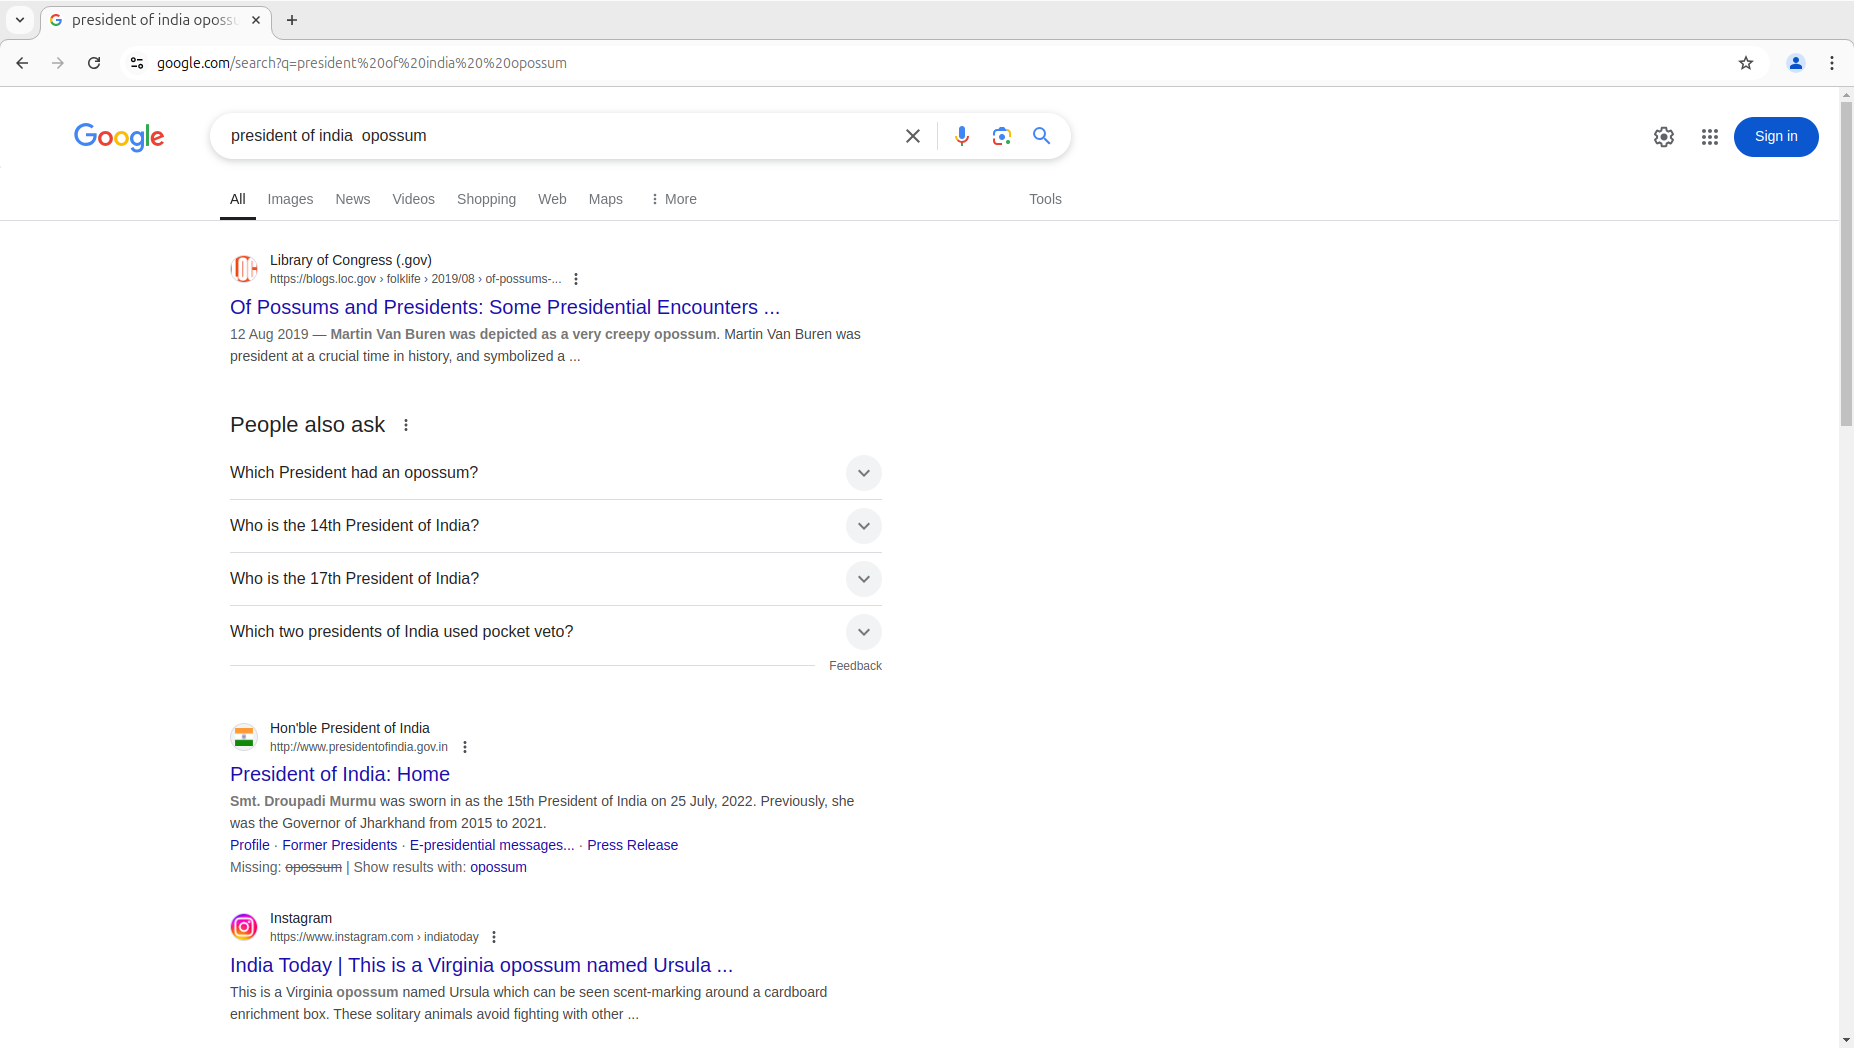 president of india opossu
google.com/search?q=president%20of%20india%20%20opossum
Google
president of india  opossum
Sign in
All
Images
News
Videos
Shopping
Web
Maps
More
Tools
Library of Congress (.gov)
https://blogs.loc.gov › folklife › 2019/08 › of-possums-...
Of Possums and Presidents: Some Presidential Encounters ...
12 Aug 2019 — Martin Van Buren was depicted as a very creepy opossum. Martin Van Buren was
president at a crucial time in history, and symbolized a ...
People also ask
Which President had an opossum?
Who is the 14th President of India?
Who is the 17th President of India?
Which two presidents of India used pocket veto?
Feedback
Hon'ble President of India
http://www.presidentofindia.gov.in
President of India: Home
Smt. Droupadi Murmu was sworn in as the 15th President of India on 25 July, 2022. Previously, she
was the Governor of Jharkhand from 2015 to 2021.
Profile · Former Presidents · E-presidential messages... · Press Release
Missing: opossum | Show results with: opossum
Instagram
https://www.instagram.com › indiatoday
India Today | This is a Virginia opossum named Ursula ...
This is a Virginia opossum named Ursula which can be seen scent-marking around a cardboard
enrichment box. These solitary animals avoid fighting with other ...